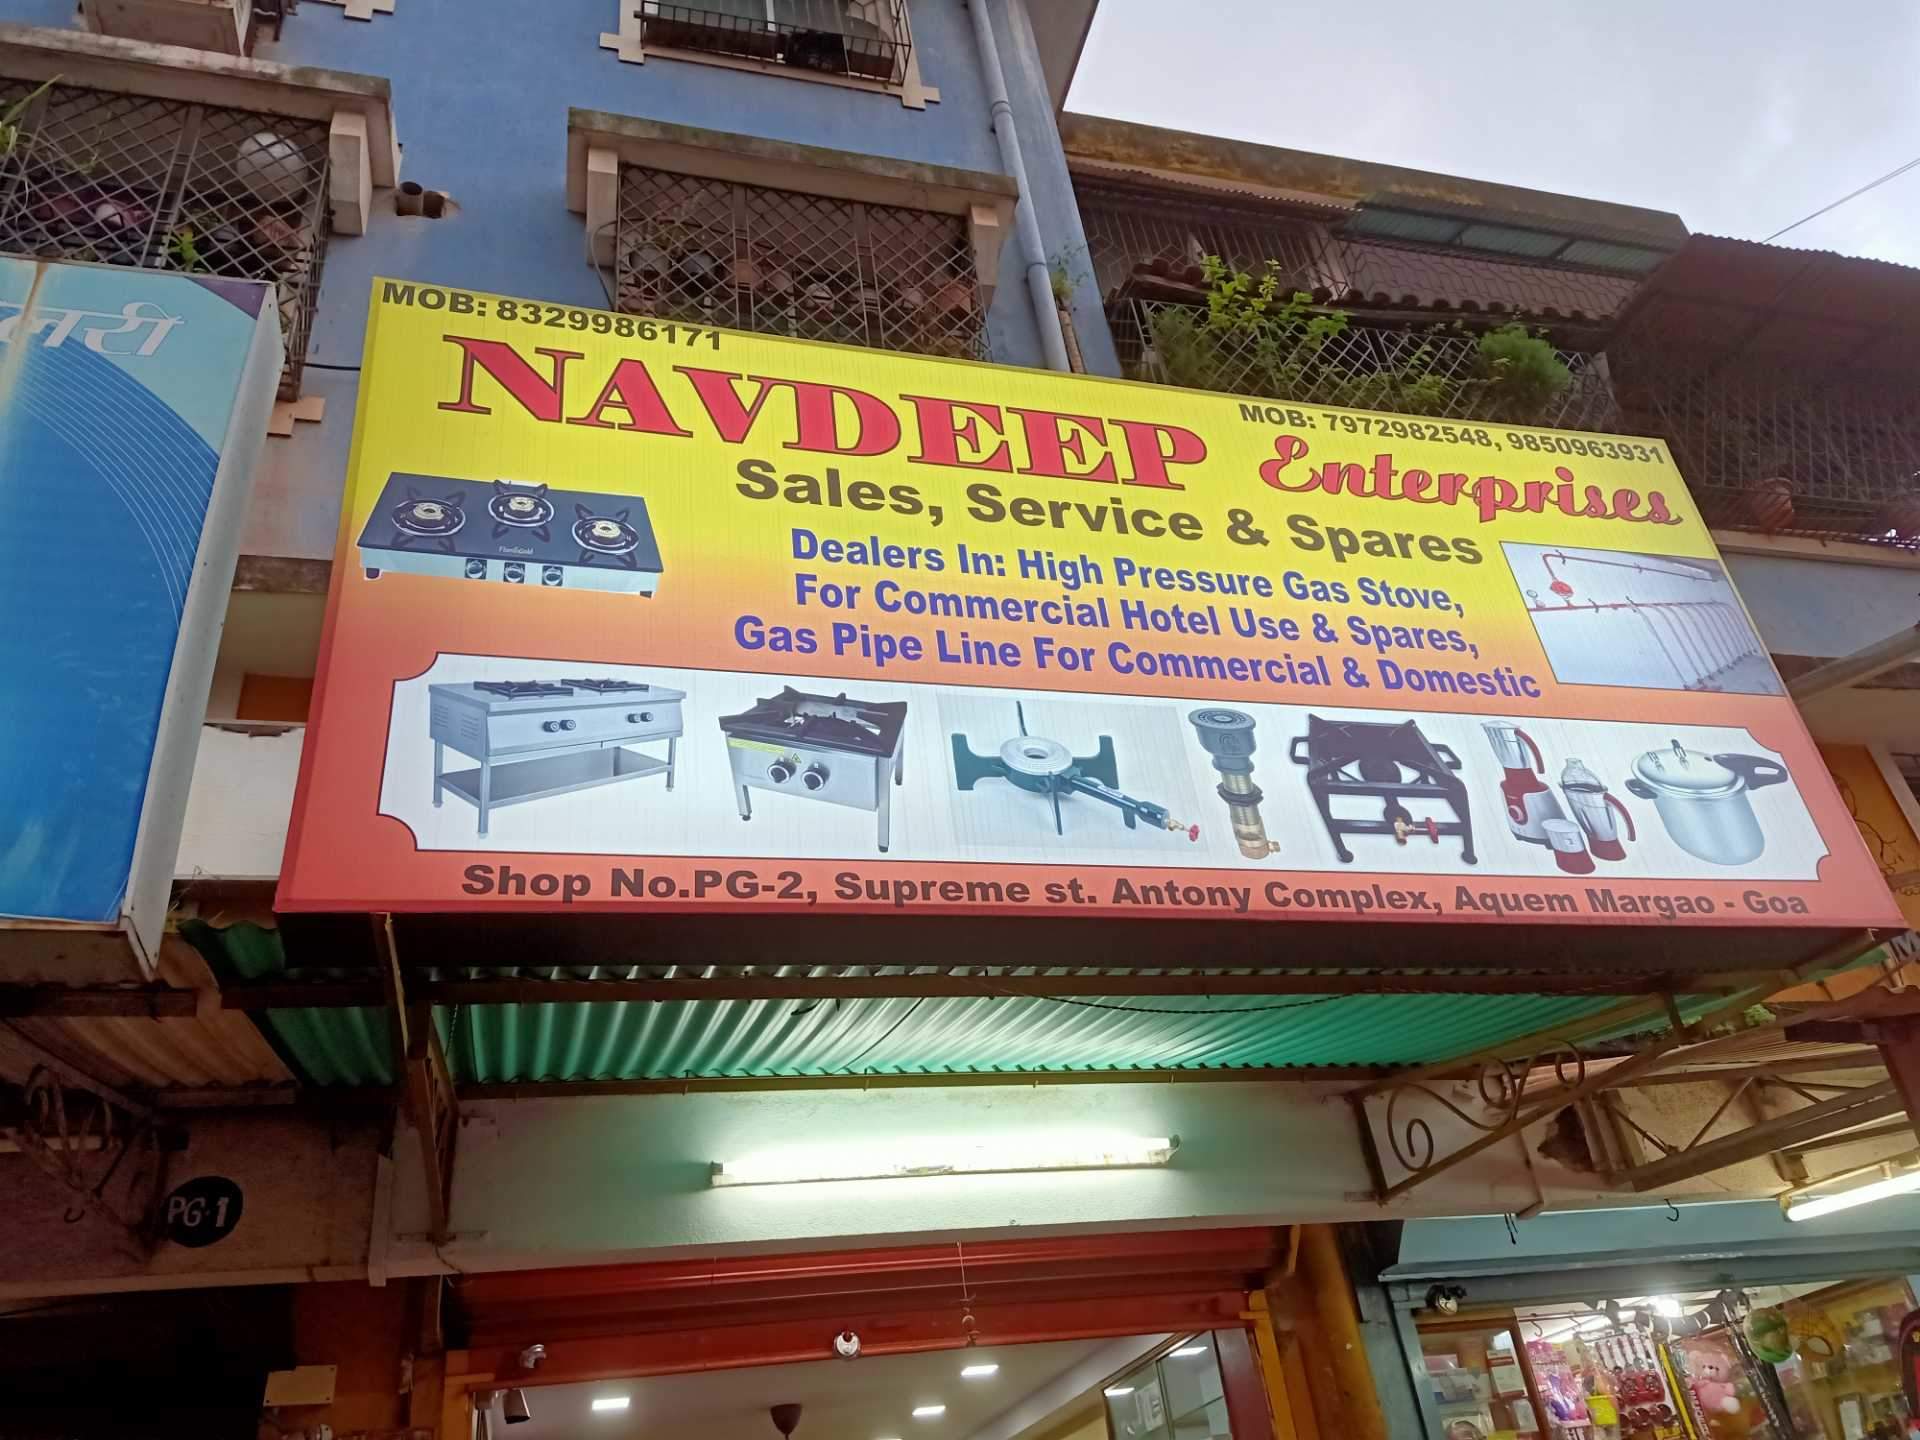 MOB: 8329986171
MOB: 7972982548, 9850963931
NAVDEEP Enterprises
Sales, Service & Spares
Dealers In: High Pressure Gas Stove,
For Commercial Hotel Use & Spares,
Gas Pipe Line For Commercial & Domestic
Shop No.PG-2, Supreme st. Antony Complex, Aquem Margao - Goa
PG-1